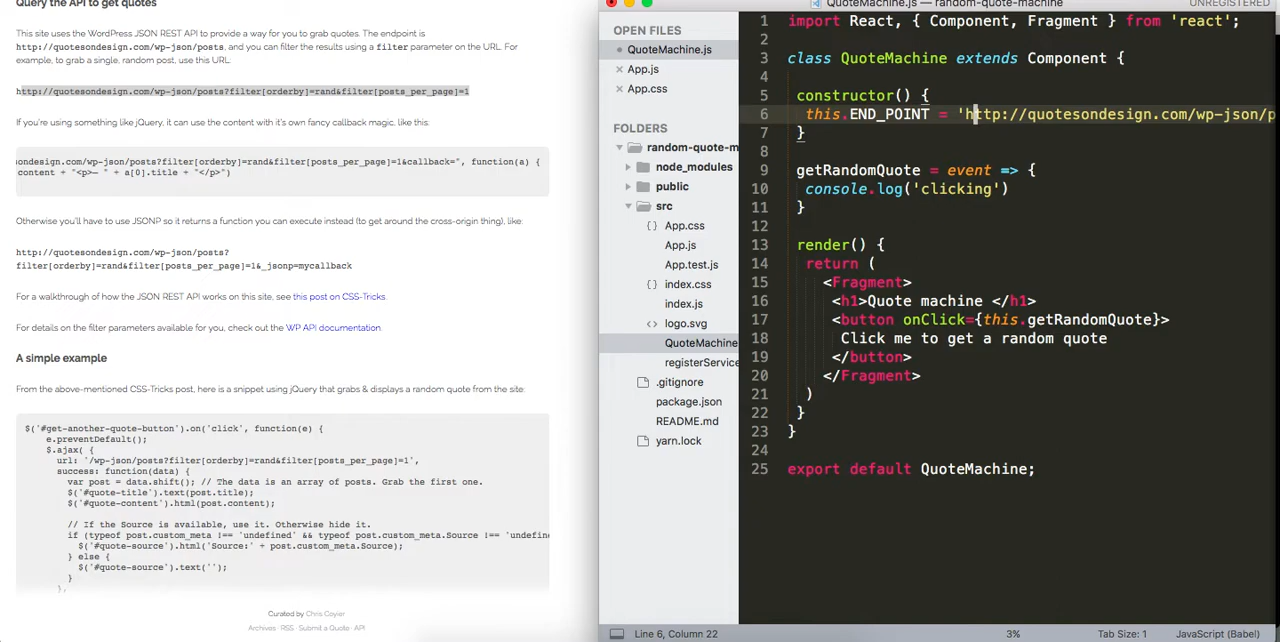 Query the API to get quotes
This site uses the WordPress JSON REST API to provide a way for you to grab quotes. The endpoint is
http://quotesondesign.com/wp-json/posts, and you can filter the results using a filter parameter on the URL. For
example, to grab a single, random post, use this URL.
http://quotesondesign.com/wp-json/posts?filter[orderby]=rand&filter[posts_per_page]=1
If you're using something like jQuery, it can use the content with it's own fancy callback magic, like this:
ondesign.com/wp-json/posts?filter[orderby]=rand&filter[posts_per_page]=1&callback=", function(a) {
content + "<p>— " + a[0].title + "</p>")
Otherwise you'll have to use JSONP so it returns a function you can execute instead (to get around the cross-origin thing), like:
http://quotesondesign.com/wp-json/posts?
filter[orderby]=rand&filter[posts_per_page]=1&_jsonp=mycallback
For a walkthrough of how the JSON REST API works on this site, see this post on CSS-Tricks.
For details on the filter parameters available for you, check out the WP API documentation.
A simple example
From the above-mentioned CSS-Tricks post, here is a snippet using jQuery that grabs & displays a random quote from the site:
$('#get-another-quote-button').on('click', function(e) {
e.preventDefault();
$.ajax( {
url: '/wp-json/posts?filter[orderby]=rand&filter[posts_per_page]=1',
success: function(data) {
var post = data.shift(); // The data is an array of posts. Grab the first one.
$('#quote-title').text(post.title);
$('#quote-content').html(post.content);
// If the Source is available, use it. Otherwise hide it.
if (typeof post.custom_meta !== 'undefined' && typeof post.custom_meta.Source !== 'undefine
$('#quote-source').html('Source:' + post.custom_meta.Source);
} else {
$('#quote-source').text('');
}
},
Curated by Chris Coyier
Archives · RSS · Submit a Quote · API
QuoteMachine.js — random-quote-machine
UNREGISTERED
OPEN FILES
QuoteMachine.js
App.js
App.css
FOLDERS
random-quote-m
node_modules
public
src
App.css
App.js
App.test.js
index.css
index.js
logo.svg
QuoteMachine
registerService
.gitignore
package.json
README.md
yarn.lock
1 import React, { Component, Fragment } from 'react';
2
3 class QuoteMachine extends Component {
4
5 constructor() {
6 this.END_POINT = 'http://quotesondesign.com/wp-json/p
7 }
8
9 getRandomQuote = event => {
10 console.log('clicking')
11 }
12
13 render() {
14 return (
15 <Fragment>
16 <h1>Quote machine </h1>
17 <button onClick={this.getRandomQuote}>
18 Click me to get a random quote
19 </button>
20 </Fragment>
21 )
22 }
23 }
24
25 export default QuoteMachine;
Line 6, Column 22
3%
Tab Size: 1
JavaScript (Babel)